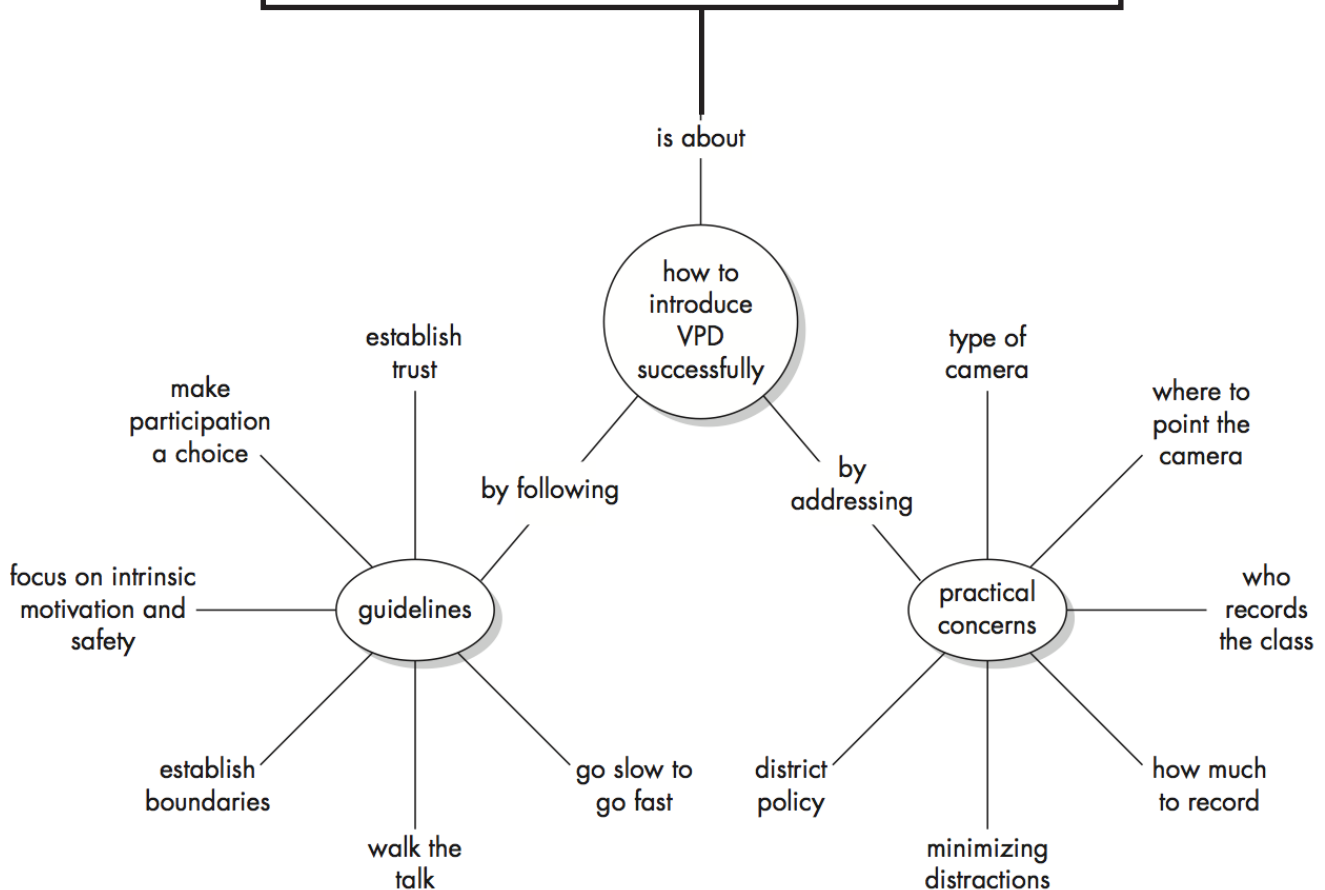 is about
how to
introduce
VPD
successfully
by following
by
addressing
establish
trust
make
participation
a choice
focus on intrinsic
motivation and
safety
guidelines
establish
boundaries
walk the
talk
go slow to
go fast
type of
camera
where to
point the
camera
practical
concerns
who
records
the class
how much
to record
minimizing
distractions
district
policy